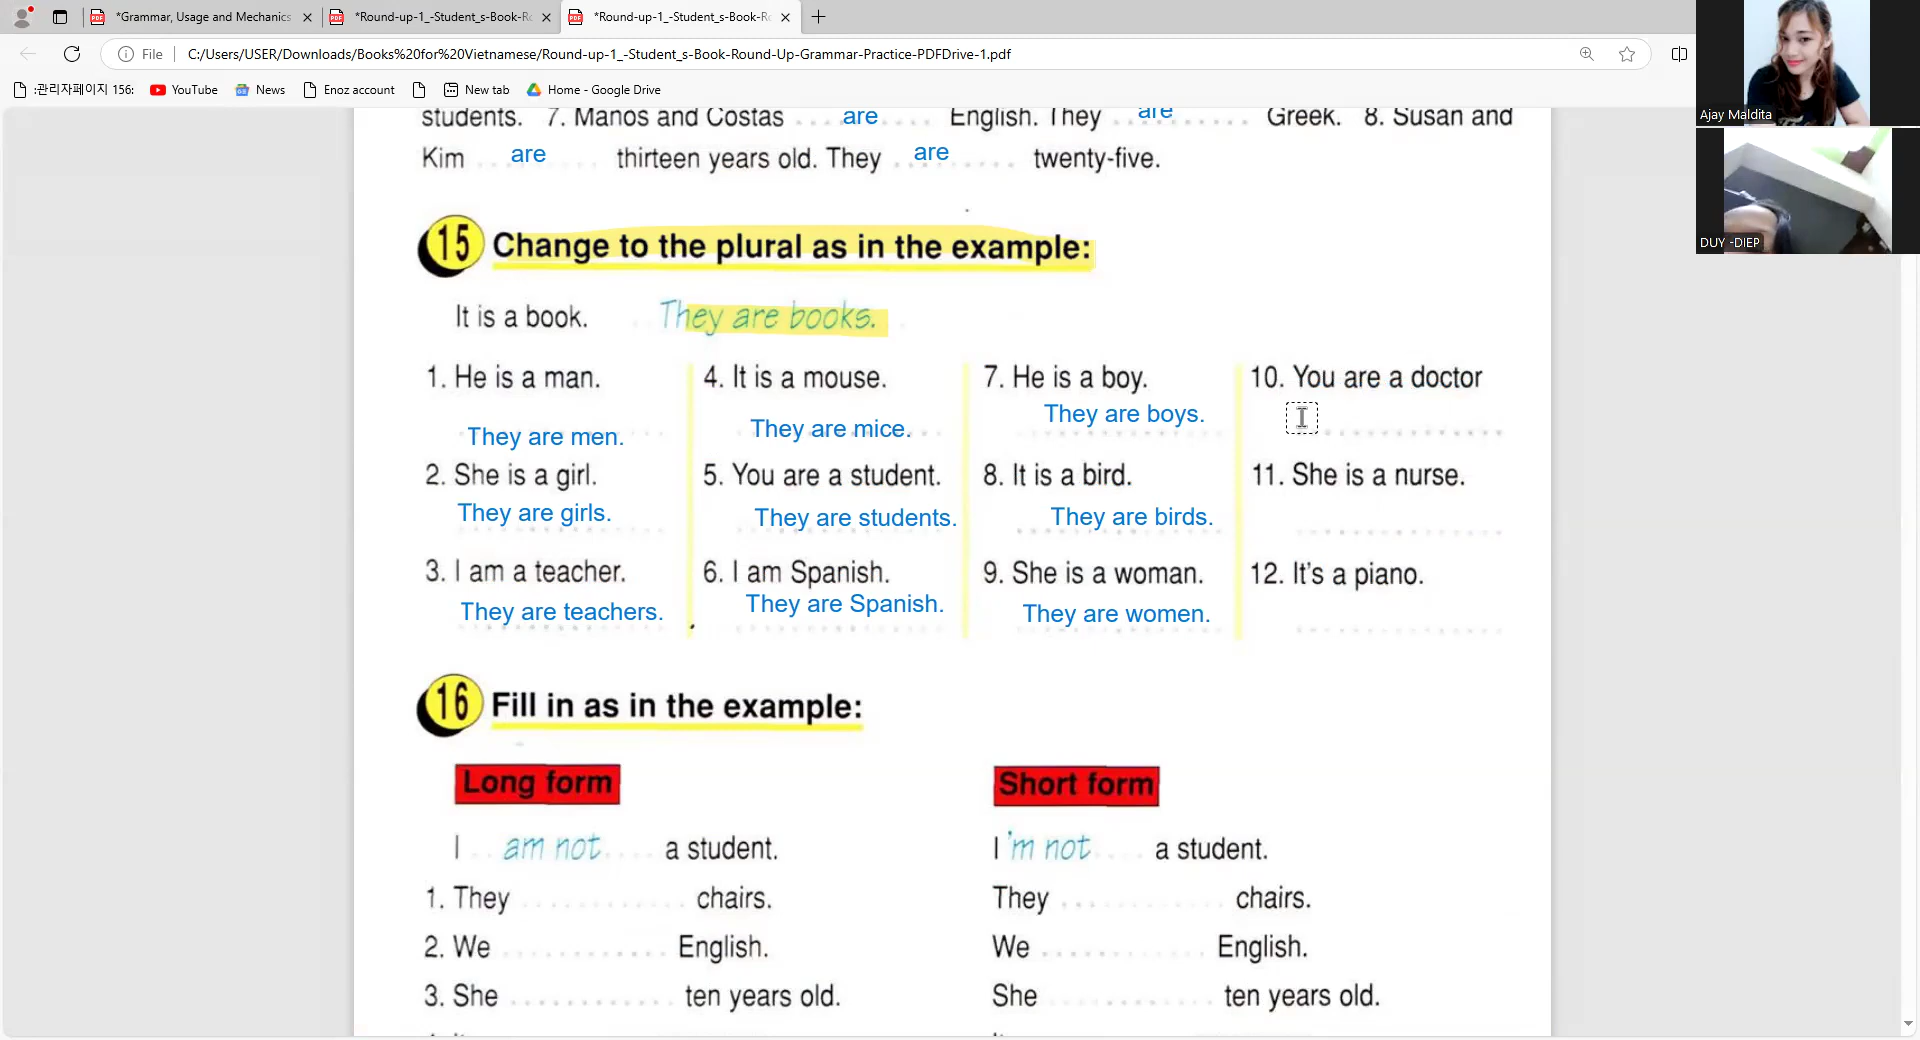 *Grammar, Usage and Mechanics
*Round-up-1_-Student_s-Book-Ro
*Round-up-1_-Student_s-Book-Ro
File
C:/Users/USER/Downloads/Books%20for%20Vietnamese/Round-up-1_-Student_s-Book-Round-Up-Grammar-Practice-PDFDrive-1.pdf
:관리자페이지 156:
YouTube
News
Enoz account
New tab
Home - Google Drive
Ajay Maldita
DUY -DIEP
students. 7. Manos and Costas are English. They are Greek. 8. Susan and
Kim are thirteen years old. They are twenty-five.
15 Change to the plural as in the example:
It is a book. They are books.
1. He is a man.
They are men.
2. She is a girl.
They are girls.
3. I am a teacher.
They are teachers.
4. It is a mouse.
They are mice.
5. You are a student.
They are students.
6. I am Spanish.
They are Spanish.
7. He is a boy.
They are boys.
8. It is a bird.
They are birds.
9. She is a woman.
They are women.
10. You are a doctor
11. She is a nurse.
12. It's a piano.
16 Fill in as in the example:
Long form
I am not a student.
1. They ............ chairs.
2. We ............ English.
3. She ............ ten years old.
Short form
I 'm not a student.
They ............ chairs.
We ............ English.
She ............ ten years old.